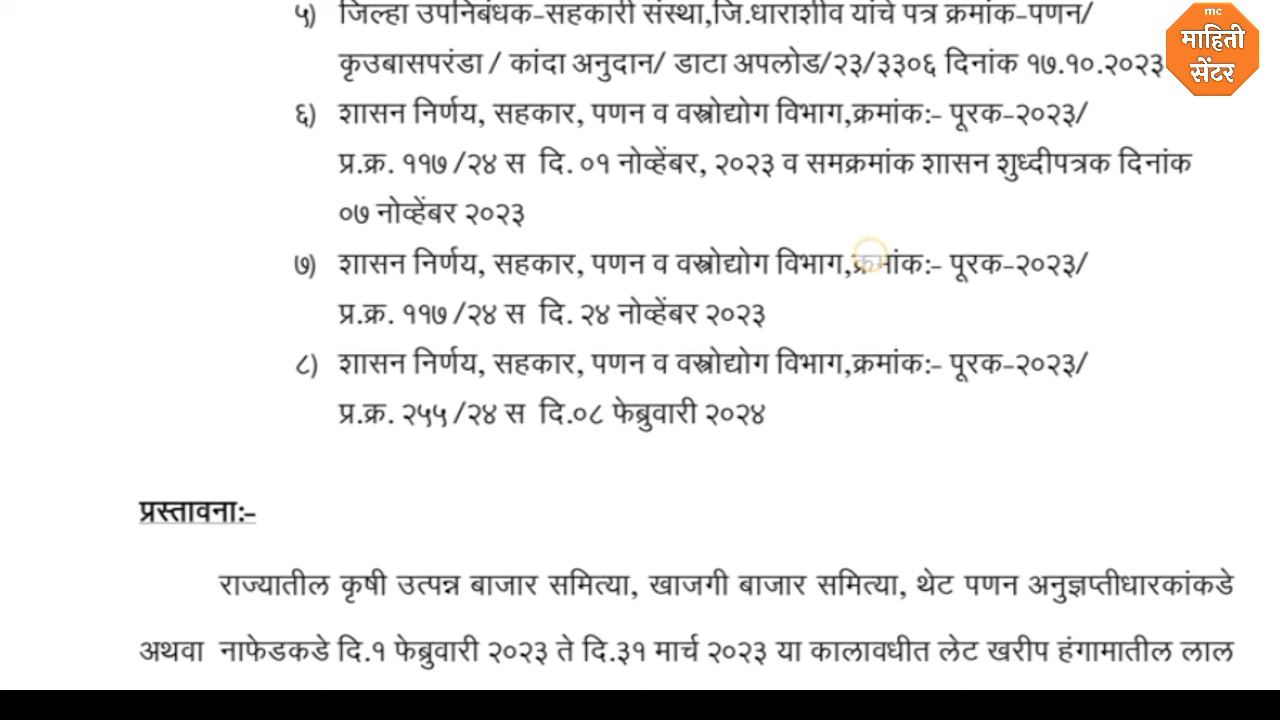 ५) जिल्हा उपनिबंधक-सहकारी संस्था,जि.धाराशीव यांचे पत्र क्रमांक-पणन/
कृउबासपरंडा / कांदा अनुदान/ डाटा अपलोड/२३/३३०६ दिनांक १७.१०.२०२३
mc
माहिती
सेंटर
६) शासन निर्णय, सहकार, पणन व वस्त्रोद्योग विभाग,क्रमांक:- पूरक-२०२३/
प्र.क्र. ११७ /२४ स दि. ०१ नोव्हेंबर, २०२३ व समक्रमांक शासन शुध्दीपत्रक दिनांक
०७ नोव्हेंबर २०२३
७) शासन निर्णय, सहकार, पणन व वस्त्रोद्योग विभाग,क्रमांक:- पूरक-२०२३/
प्र.क्र. ११७ /२४ स दि. २४ नोव्हेंबर २०२३
८) शासन निर्णय, सहकार, पणन व वस्त्रोद्योग विभाग,क्रमांक:- पूरक-२०२३/
प्र.क्र. २५५ /२४ स दि.०८ फेब्रुवारी २०२४
प्रस्तावना:-
राज्यातील कृषी उत्पन्न बाजार समित्या, खाजगी बाजार समित्या, थेट पणन अनुज्ञप्तीधारकांकडे
अथवा नाफेडकडे दि.१ फेब्रुवारी २०२३ ते दि.३१ मार्च २०२३ या कालावधीत लेट खरीप हंगामातील लाल